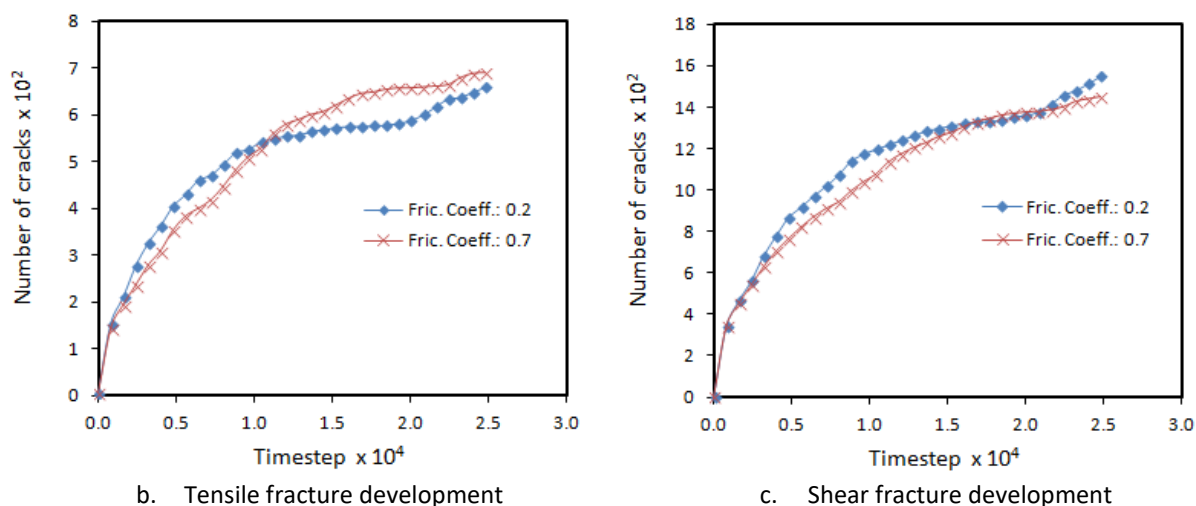 Number of cracks x 10²
8
7
6
5
4
3
2
1
0
Fric. Coeff.: 0.2
Fric. Coeff.: 0.7
0.0 0.5 1.0 1.5 2.0 2.5 3.0
Timestep x 10⁴
b. Tensile fracture development
Number of cracks x 10²
18
16
14
12
10
8
6
4
2
0
Fric. Coeff.: 0.2
Fric. Coeff.: 0.7
0.0 0.5 1.0 1.5 2.0 2.5 3.0
Timestep x 10⁴
c. Shear fracture development